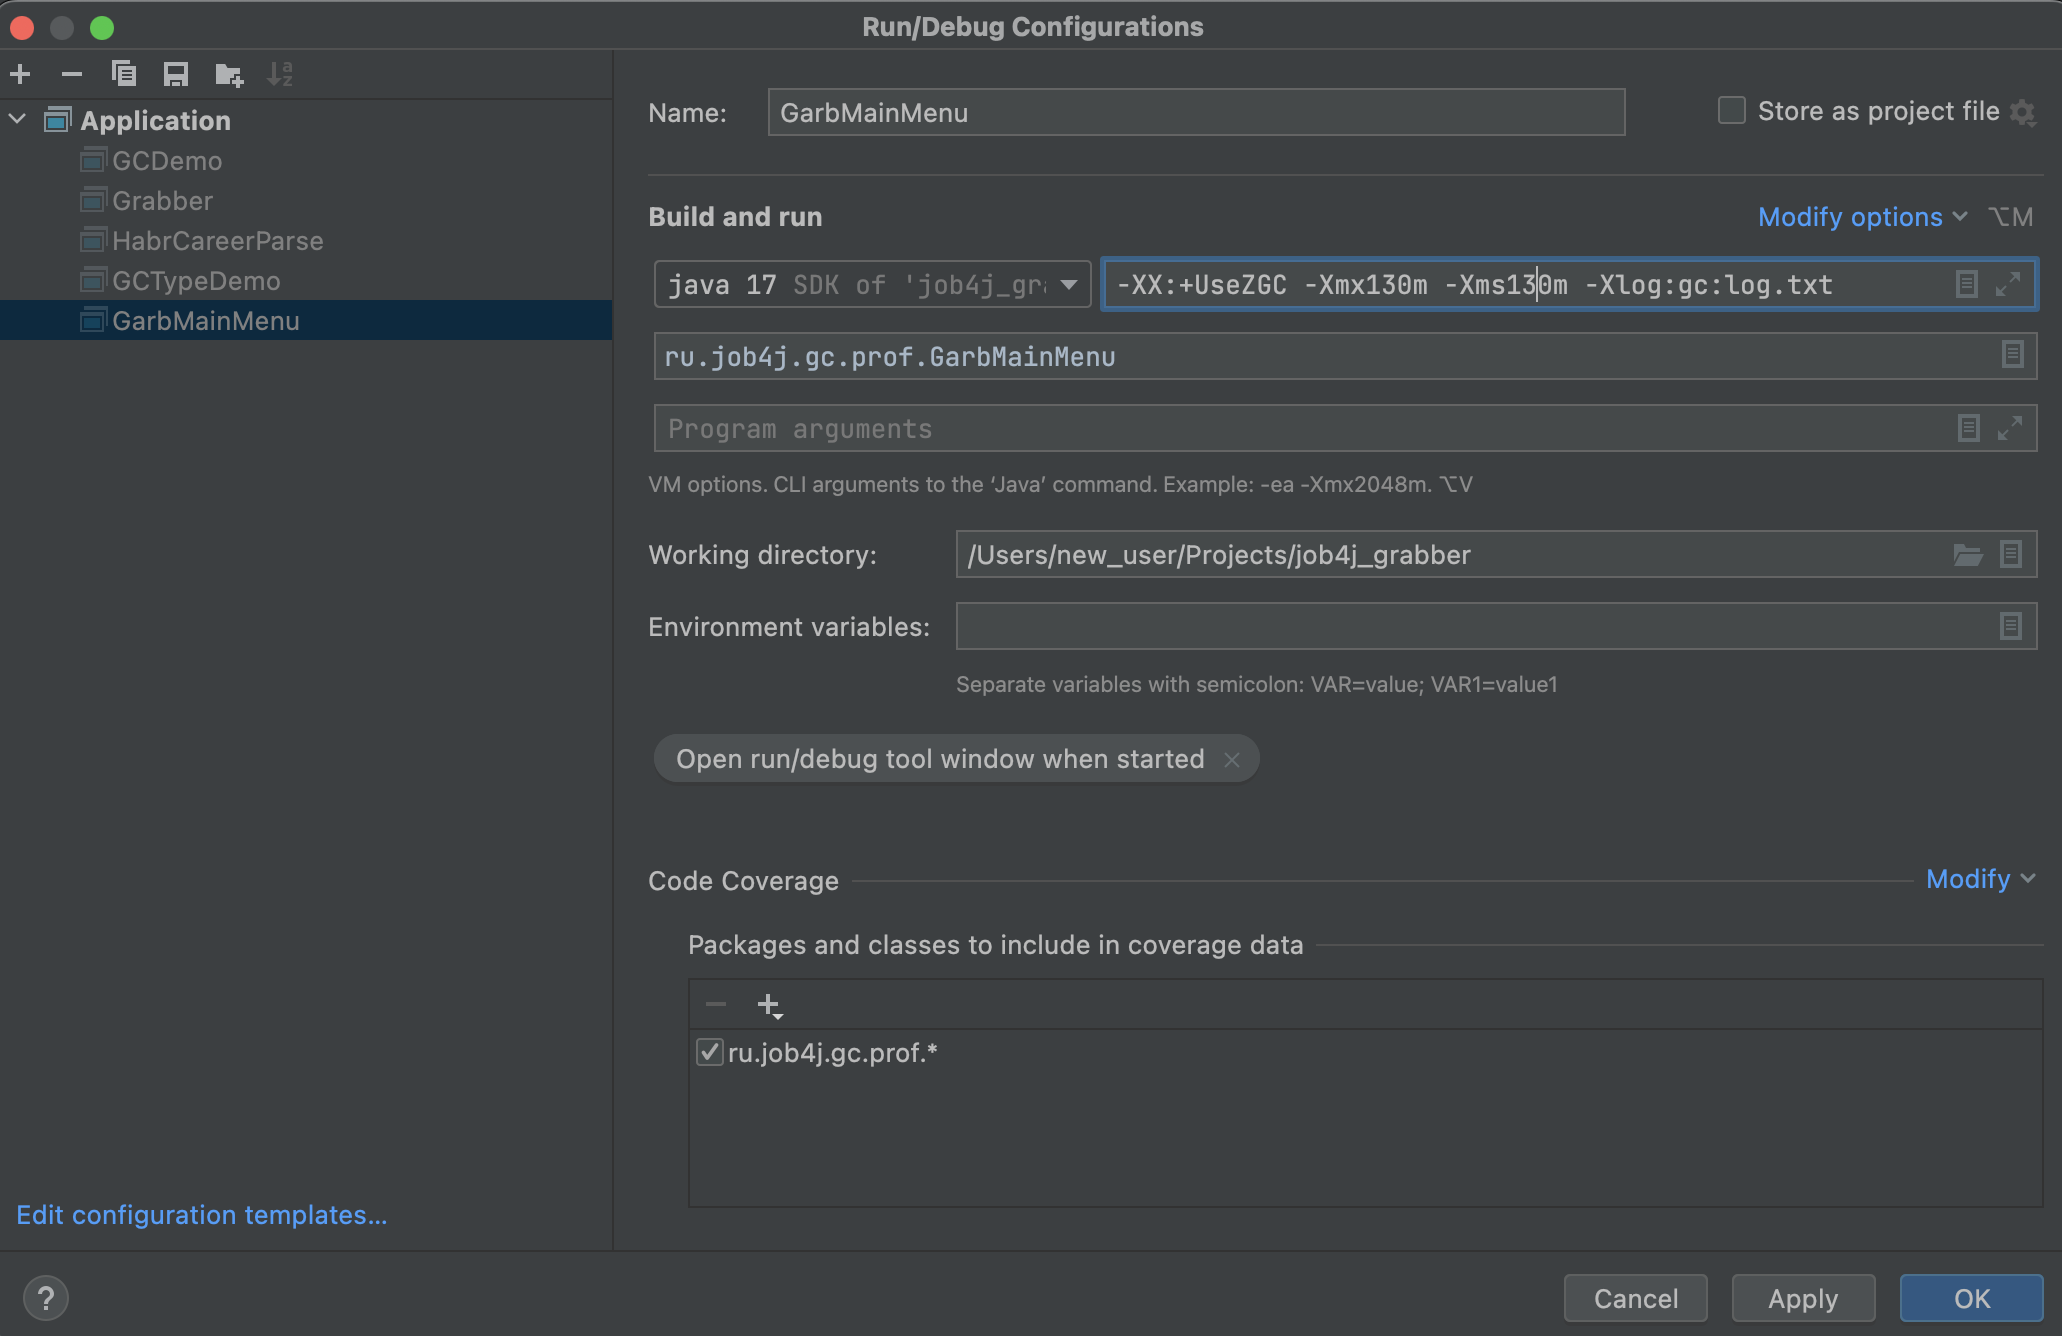 Run/Debug Configurations
Application
GCDemo
Grabber
HabrCareerParse
GCTypeDemo
GarbMainMenu
Edit configuration templates...
Name: GarbMainMenu
Store as project file
Build and run
Modify options ⌥M
java 17 SDK of 'job4j_gra
-XX:+UseZGC -Xmx130m -Xms130m -Xlog:gc:log.txt
ru.job4j.gc.prof.GarbMainMenu
Program arguments
VM options. CLI arguments to the ‘Java’ command. Example: -ea -Xmx2048m. ⌥V
Working directory: /Users/new_user/Projects/job4j_grabber
Environment variables:
Separate variables with semicolon: VAR=value; VAR1=value1
Open run/debug tool window when started
Code Coverage
Modify
Packages and classes to include in coverage data
ru.job4j.gc.prof.*
?
Cancel
Apply
OK